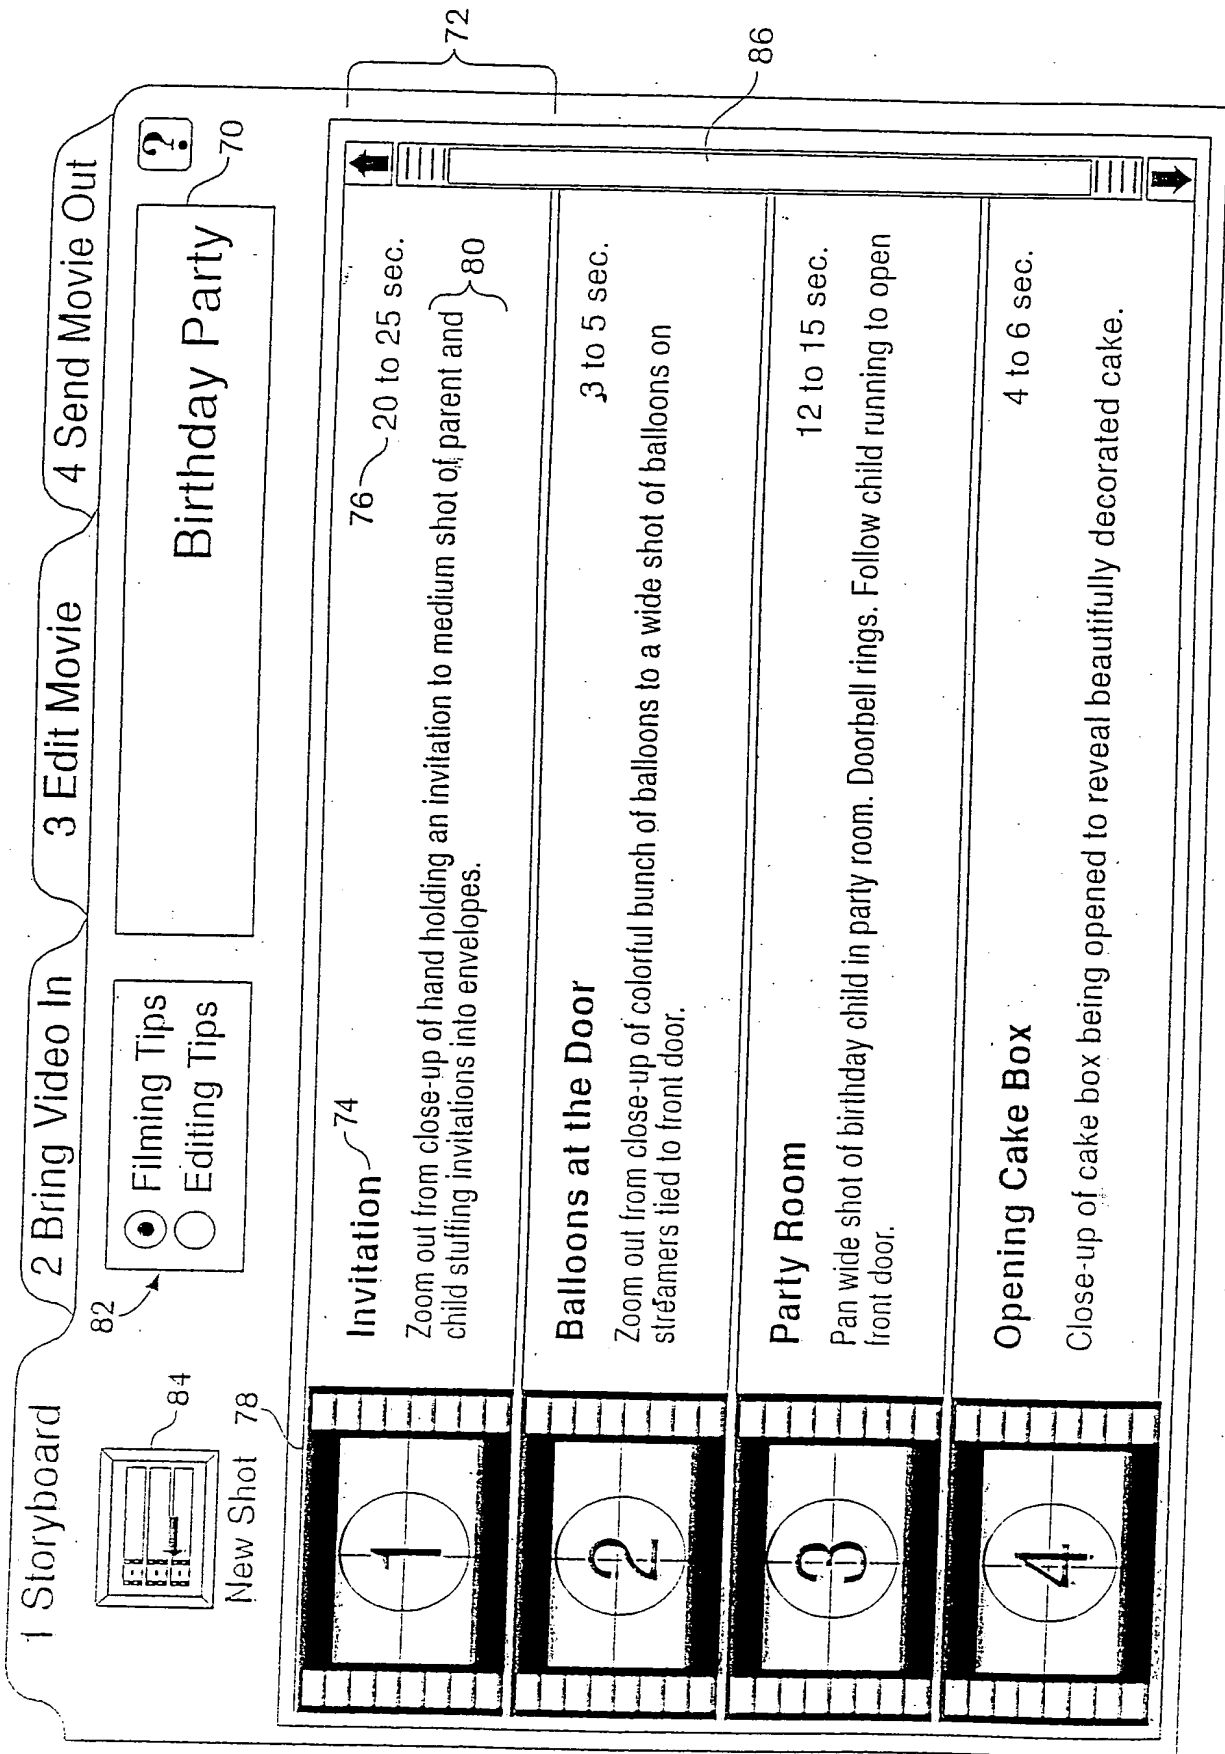 1 Storyboard
2 Bring Video In
3 Edit Movie
4 Send Movie Out
84
New Shot
82
Filming Tips
Editing Tips
Birthday Party
70
?
78
72
1
Invitation
74
76
20 to 25 sec.
Zoom out from close-up of hand holding an invitation to medium shot of parent and
child stuffing invitations into envelopes.
80
2
Balloons at the Door
3 to 5 sec.
Zoom out from close-up of colorful bunch of balloons to a wide shot of balloons on
streamers tied to front door.
86
3
Party Room
12 to 15 sec.
Pan wide shot of birthday child in party room. Doorbell rings. Follow child running to open
front door.
4
Opening Cake Box
4 to 6 sec.
Close-up of cake box being opened to reveal beautifully decorated cake.